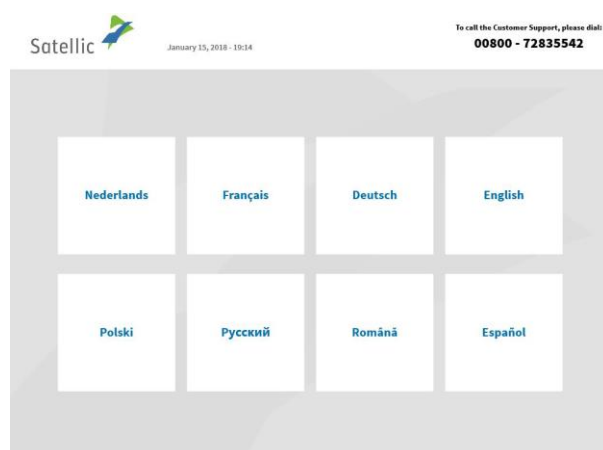 To call the Customer Support, please dial:
Satellic
January 15, 2018 - 19:14
00800 - 72835542
Nederlands
Français
Deutsch
English
Polski
Русский
Română
Español